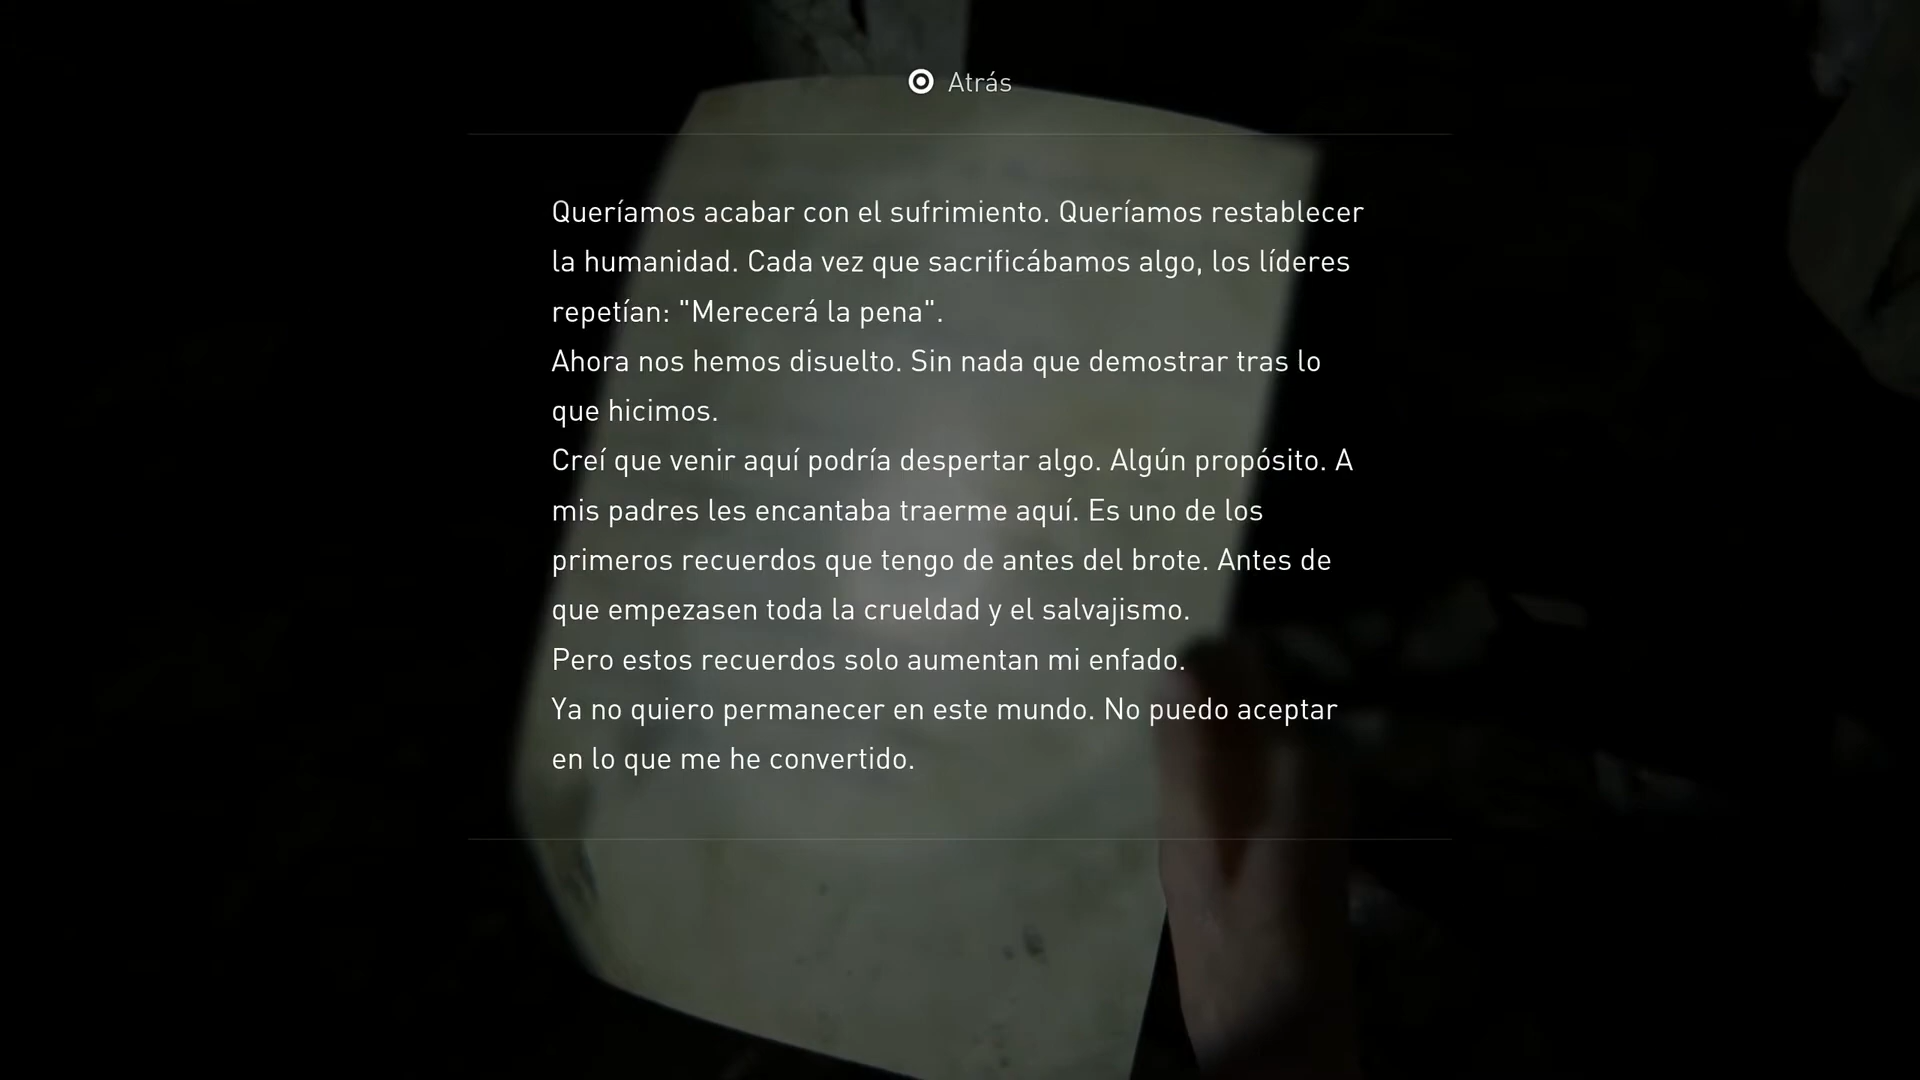 Atrás
Queríamos acabar con el sufrimiento. Queríamos restablecer
la humanidad. Cada vez que sacrificábamos algo, los líderes
repetían: "Merecerá la pena".
Ahora nos hemos disuelto. Sin nada que demostrar tras lo
que hicimos.
Creí que venir aquí podría despertar algo. Algún propósito. A
mis padres les encantaba traerme aquí. Es uno de los
primeros recuerdos que tengo de antes del brote. Antes de
que empezasen toda la crueldad y el salvajismo.
Pero estos recuerdos solo aumentan mi enfado.
Ya no quiero permanecer en este mundo. No puedo aceptar
en lo que me he convertido.